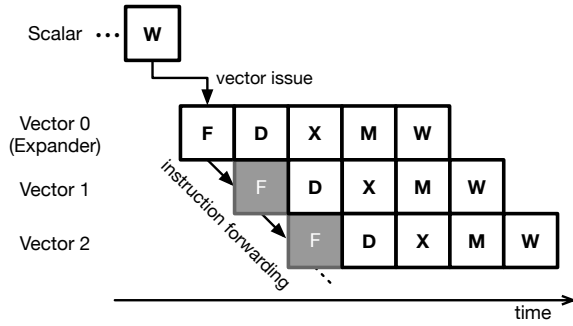 Scalar ••• W
vector issue
Vector 0
(Expander)
F D X M W
Vector 1
F D X M W
Vector 2
F D X M W
instruction forwarding
time